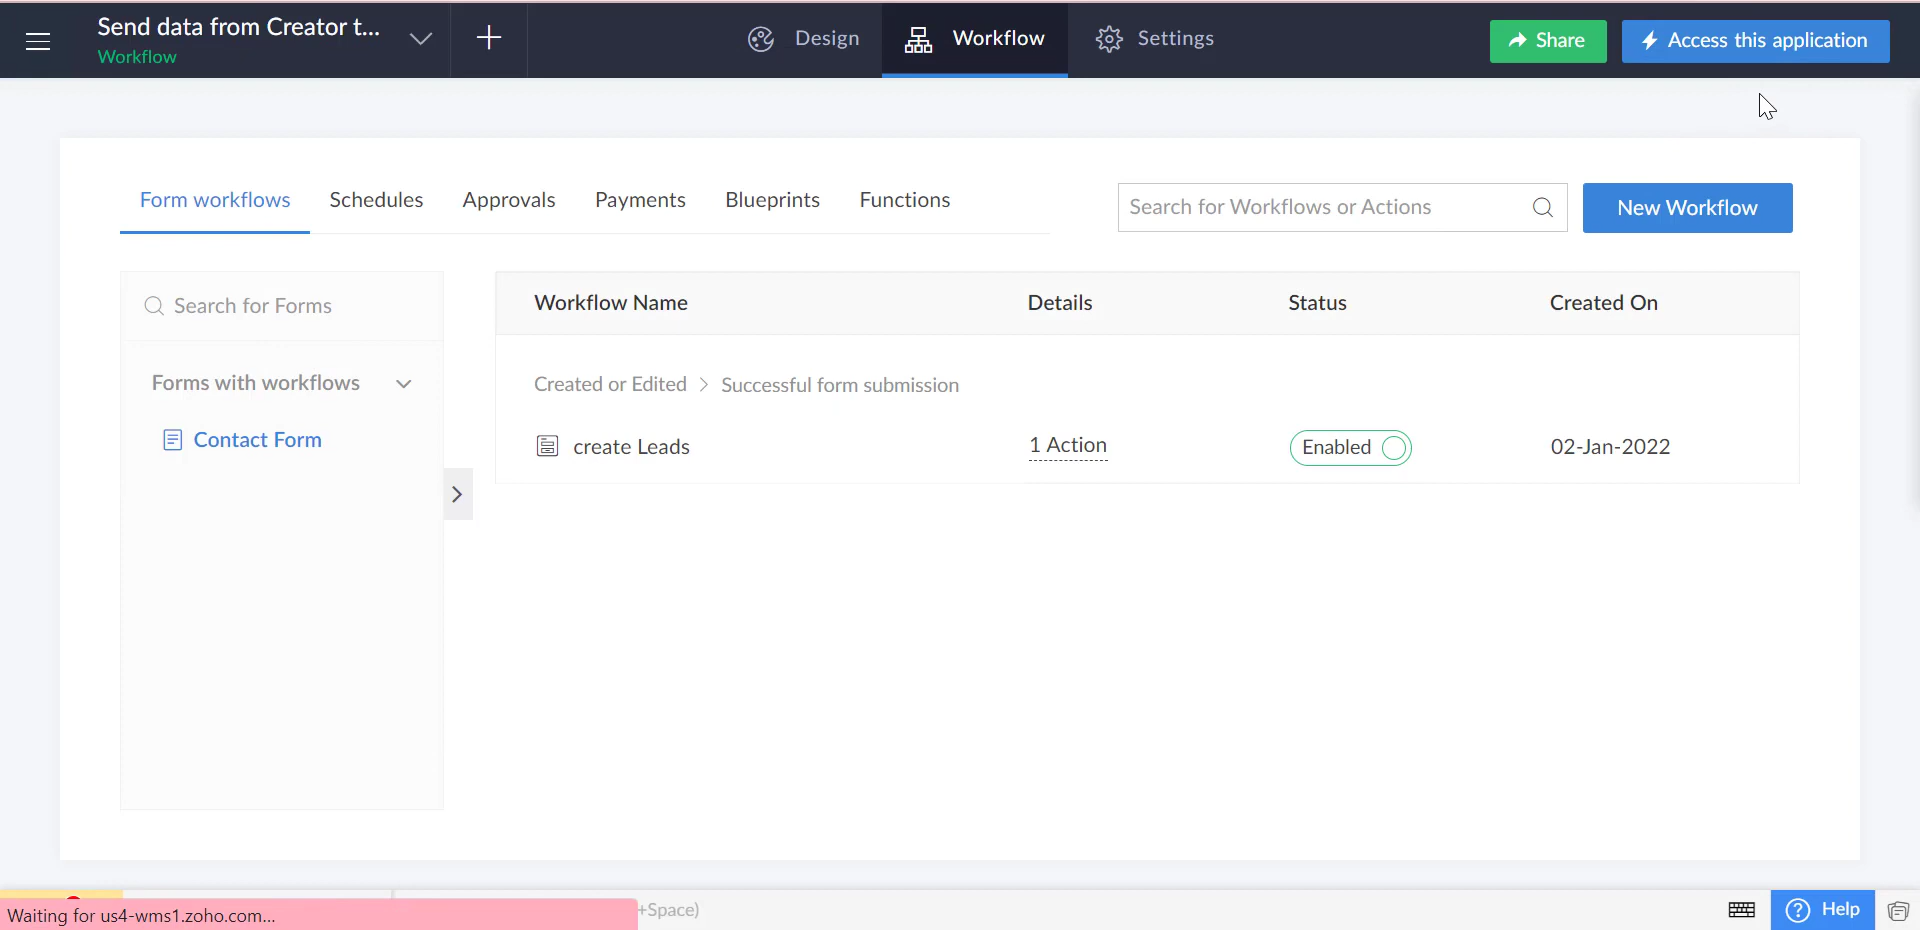 Send data from Creator t...
Workflow
Design
Workflow
Settings
Share
Access this application
Form workflows
Schedules
Approvals
Payments
Blueprints
Functions
Search for Workflows or Actions
New Workflow
Search for Forms
Forms with workflows
Contact Form
Workflow Name
Details
Status
Created On
Created or Edited > Successful form submission
create Leads
1 Action
Enabled
02-Jan-2022
Waiting for us4-wms1.zoho.com...
+Space)
Help